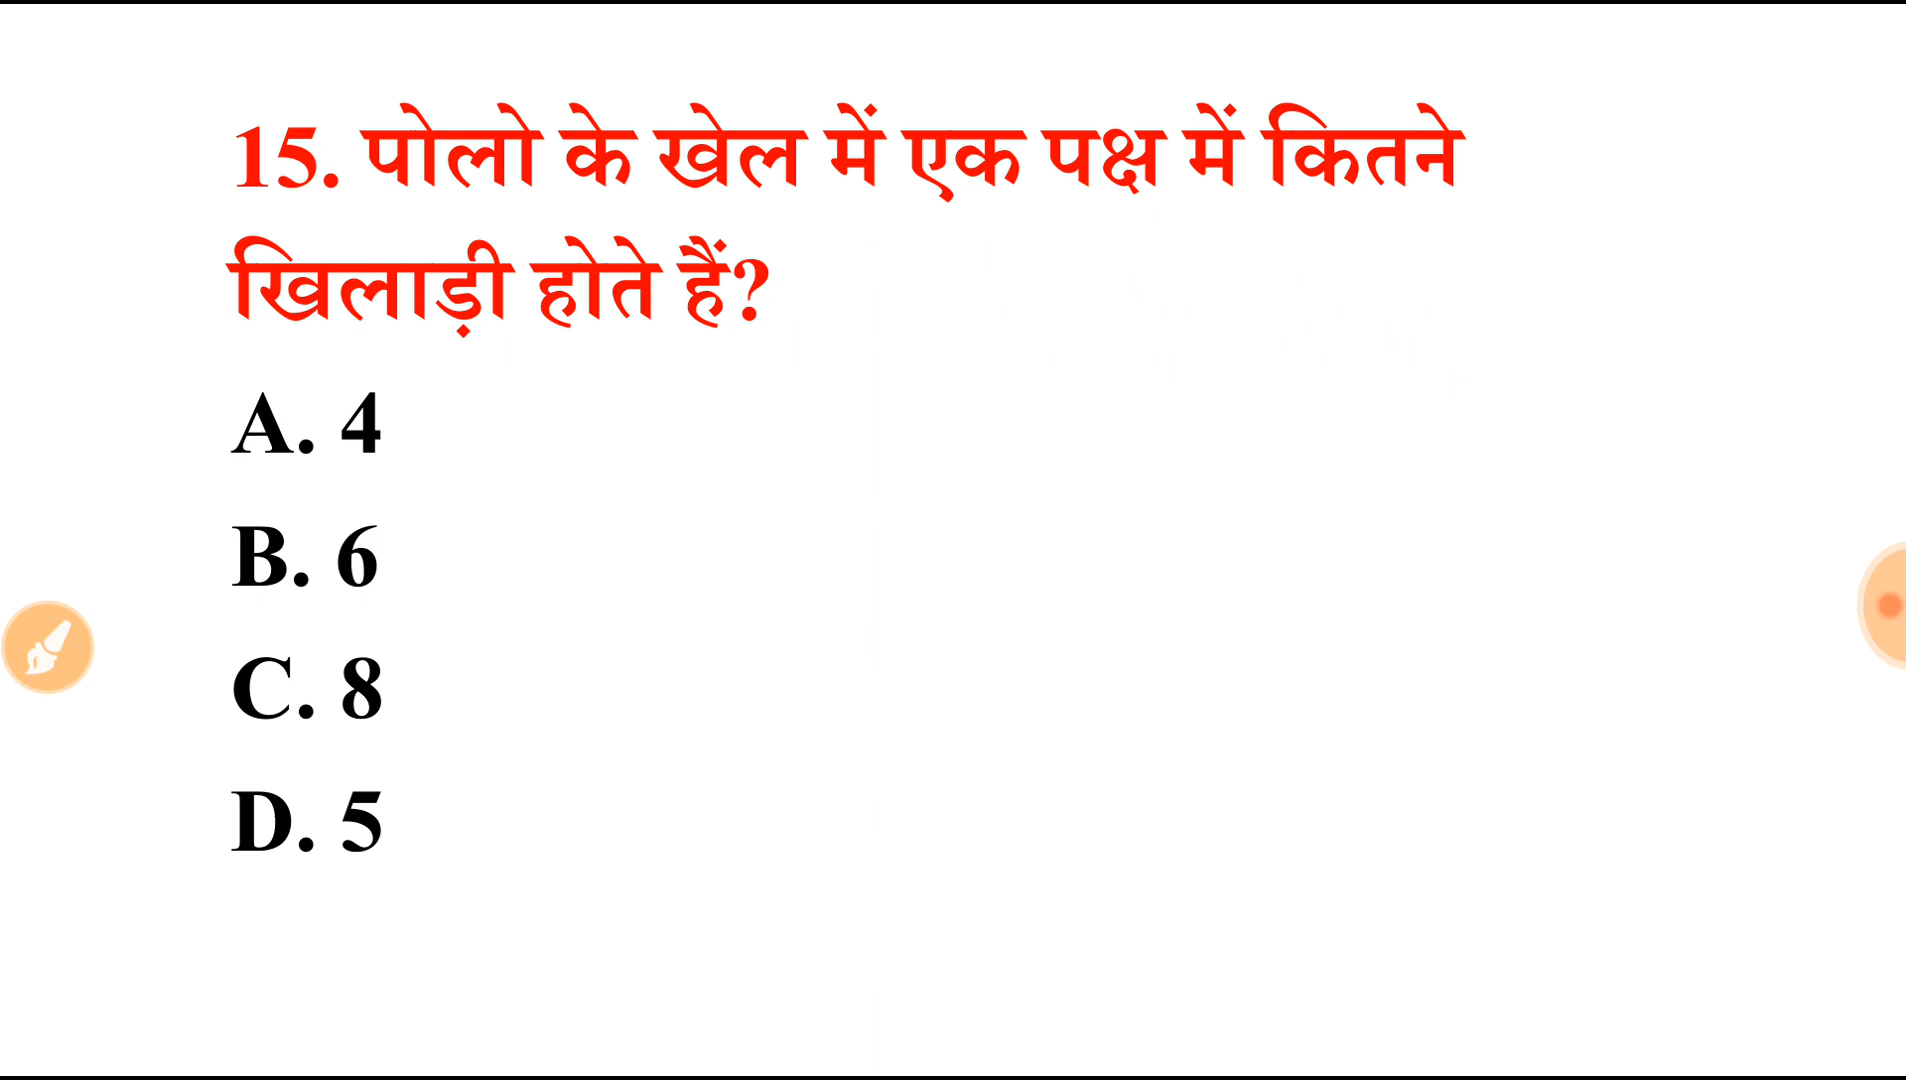 15. पोलो के खेल में एक पक्ष में कितने
खिलाड़ी होते हैं?
A. 4
B. 6
C. 8
D. 5